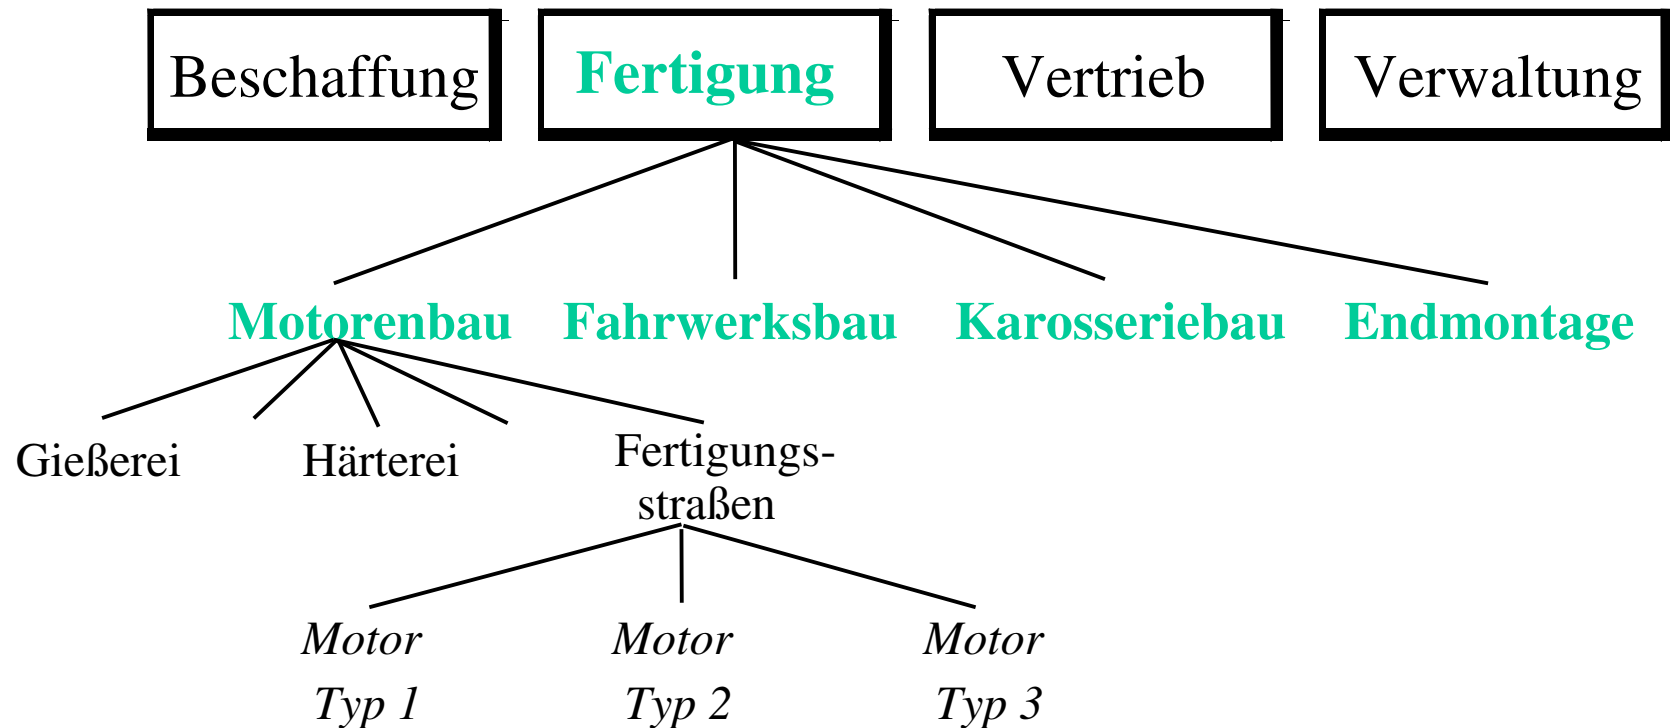 Beschaffung Fertigung Vertrieb Verwaltung
Motorenbau Fahrwerksbau Karosseriebau Endmontage
Gießerei Härterei Fertigungs-
straßen
Motor Motor Motor
Typ 1 Typ 2 Typ 3